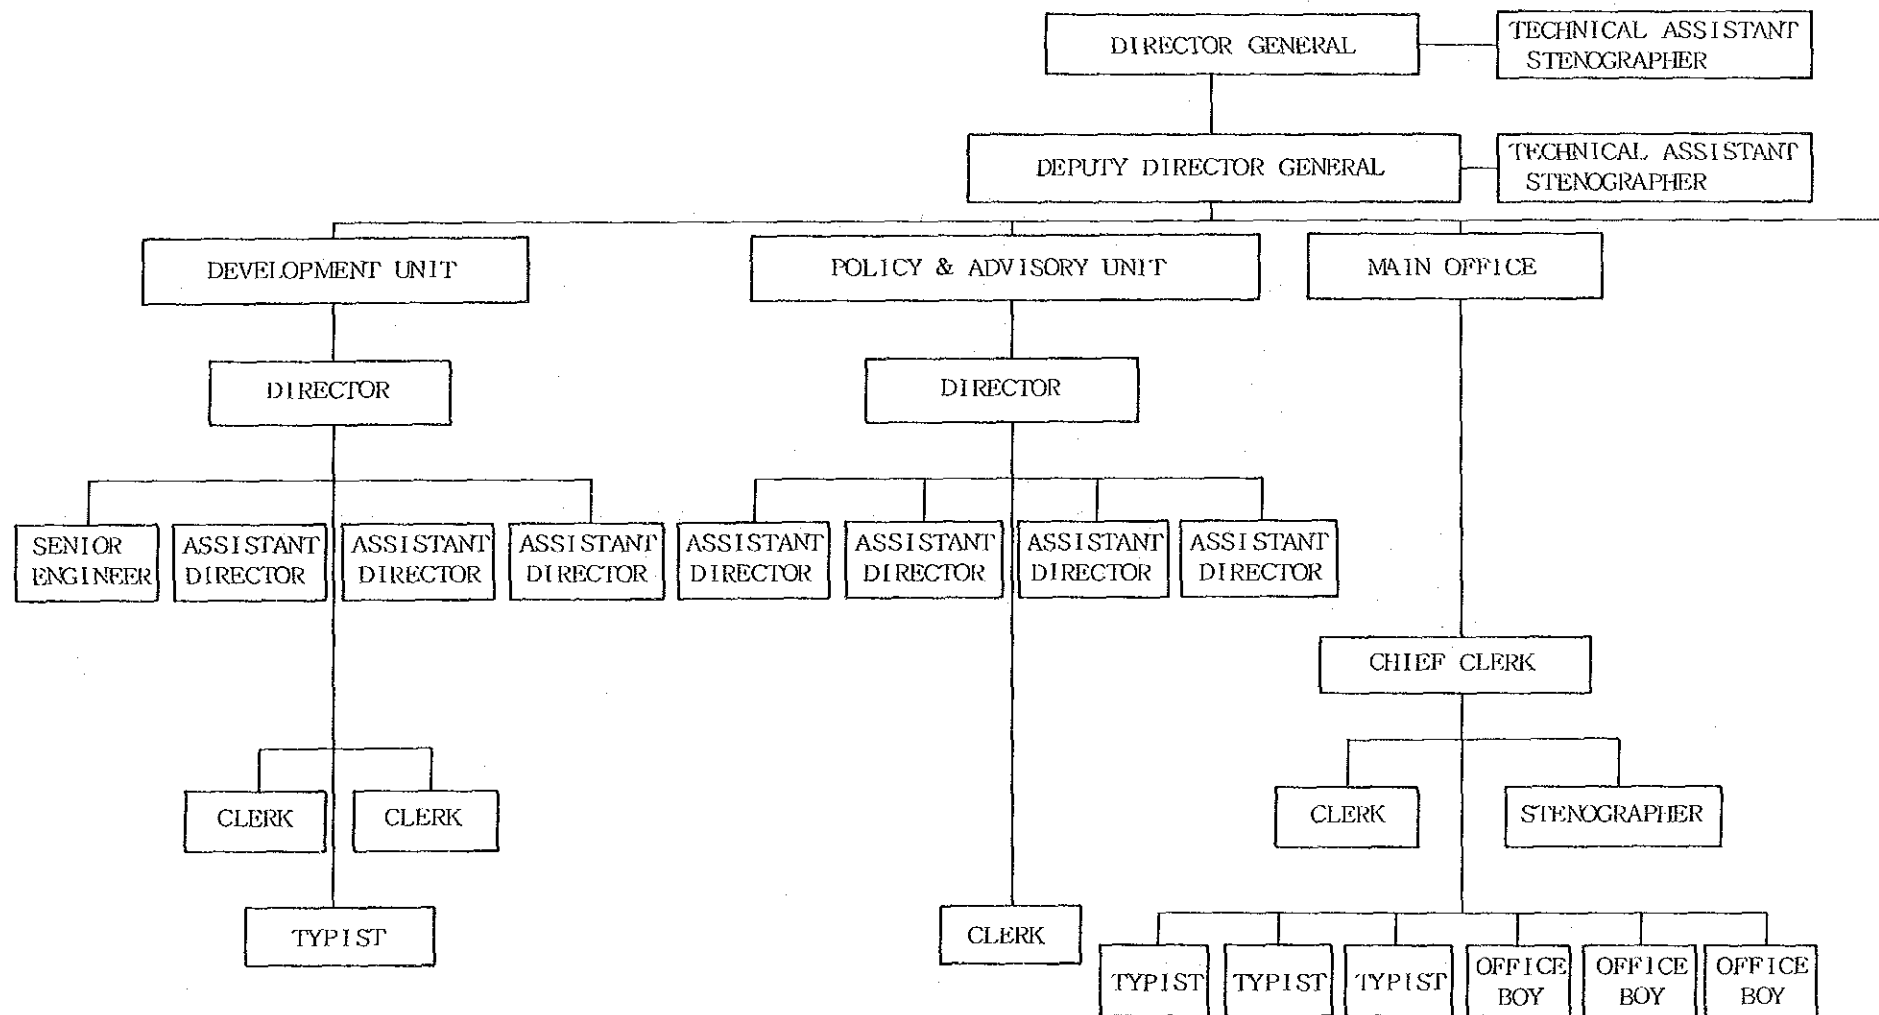 DIRECTOR GENERAL
TECHNICAL ASSISTANT
STENOGRAPHER
DEPUTY DIRECTOR GENERAL
TECHNICAL ASSISTANT
STENOGRAPHER
DEVELOPMENT UNIT
POLICY & ADVISORY UNIT
MAIN OFFICE
DIRECTOR
DIRECTOR
SENIOR
ENGINEER
ASSISTANT
DIRECTOR
ASSISTANT
DIRECTOR
ASSISTANT
DIRECTOR
ASSISTANT
DIRECTOR
ASSISTANT
DIRECTOR
ASSISTANT
DIRECTOR
ASSISTANT
DIRECTOR
CHIEF CLERK
CLERK
CLERK
CLERK
STENOGRAPHER
TYPIST
CLERK
TYPIST
TYPIST
TYPIST
OFFICE
BOY
OFFICE
BOY
OFFICE
BOY